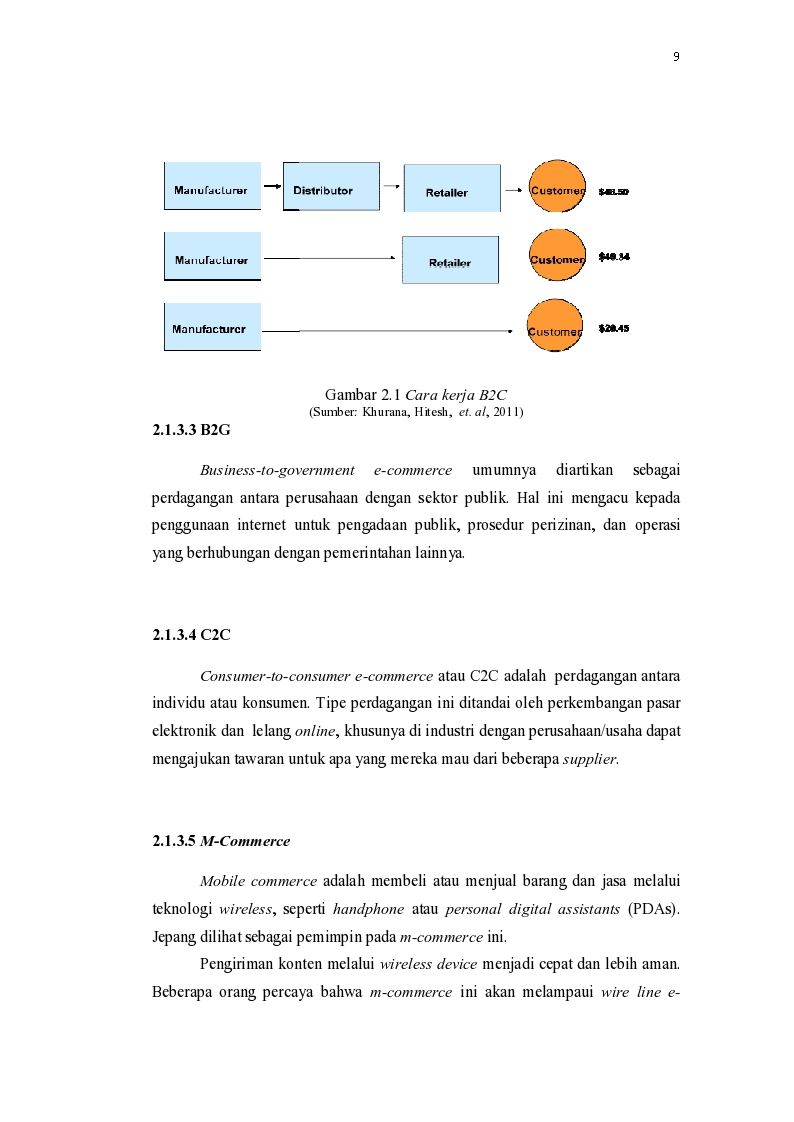 9
Manufacturer Distributor Retailer Customer
Manufacturer Retailer Customer $40.34
Manufacturer Customer $20.45
Gambar 2.1 Cara kerja B2C
(Sumber: Khurana, Hitesh, et. al, 2011)
2.1.3.3 B2G
Business-to-government e-commerce umumnya diartikan sebagai
perdagangan antara perusahaan dengan sektor publik. Hal ini mengacu kepada
penggunaan internet untuk pengadaan publik, prosedur perizinan, dan operasi
yang berhubungan dengan pemerintahan lainnya.
2.1.3.4 C2C
Consumer-to-consumer e-commerce atau C2C adalah perdagangan antara
individu atau konsumen. Tipe perdagangan ini ditandai oleh perkembangan pasar
elektronik dan lelang online, khusunya di industri dengan perusahaan/usaha dapat
mengajukan tawaran untuk apa yang mereka mau dari beberapa supplier.
2.1.3.5 M-Commerce
Mobile commerce adalah membeli atau menjual barang dan jasa melalui
teknologi wireless, seperti handphone atau personal digital assistants (PDAs).
Jepang dilihat sebagai pemimpin pada m-commerce ini.
Pengiriman konten melalui wireless device menjadi cepat dan lebih aman.
Beberapa orang percaya bahwa m-commerce ini akan melampaui wire line e-